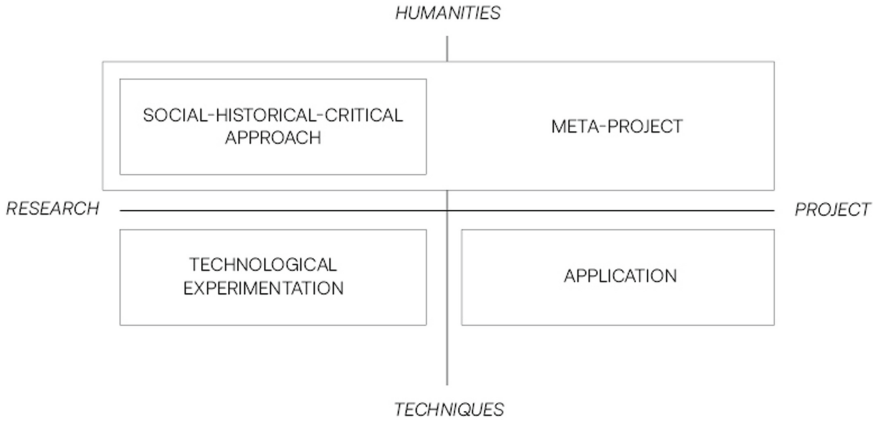 HUMANITIES
SOCIAL-HISTORICAL-CRITICAL
APPROACH
META-PROJECT
RESEARCH
PROJECT
TECHNOLOGICAL
EXPERIMENTATION
APPLICATION
TECHNIQUES